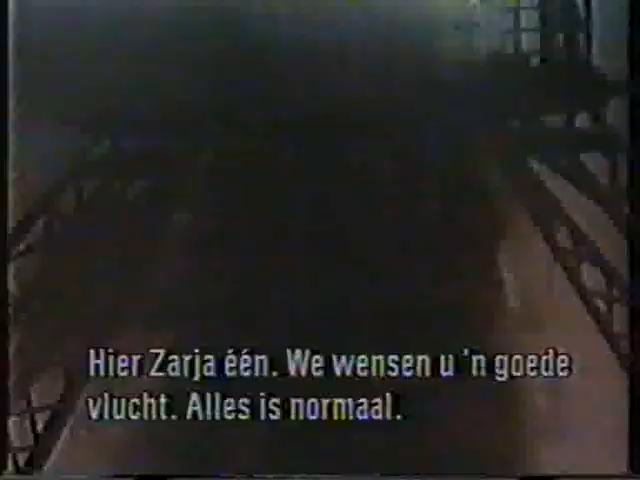 Hier Zarja één. We wensen u 'n goede
vlucht. Alles is normaal.